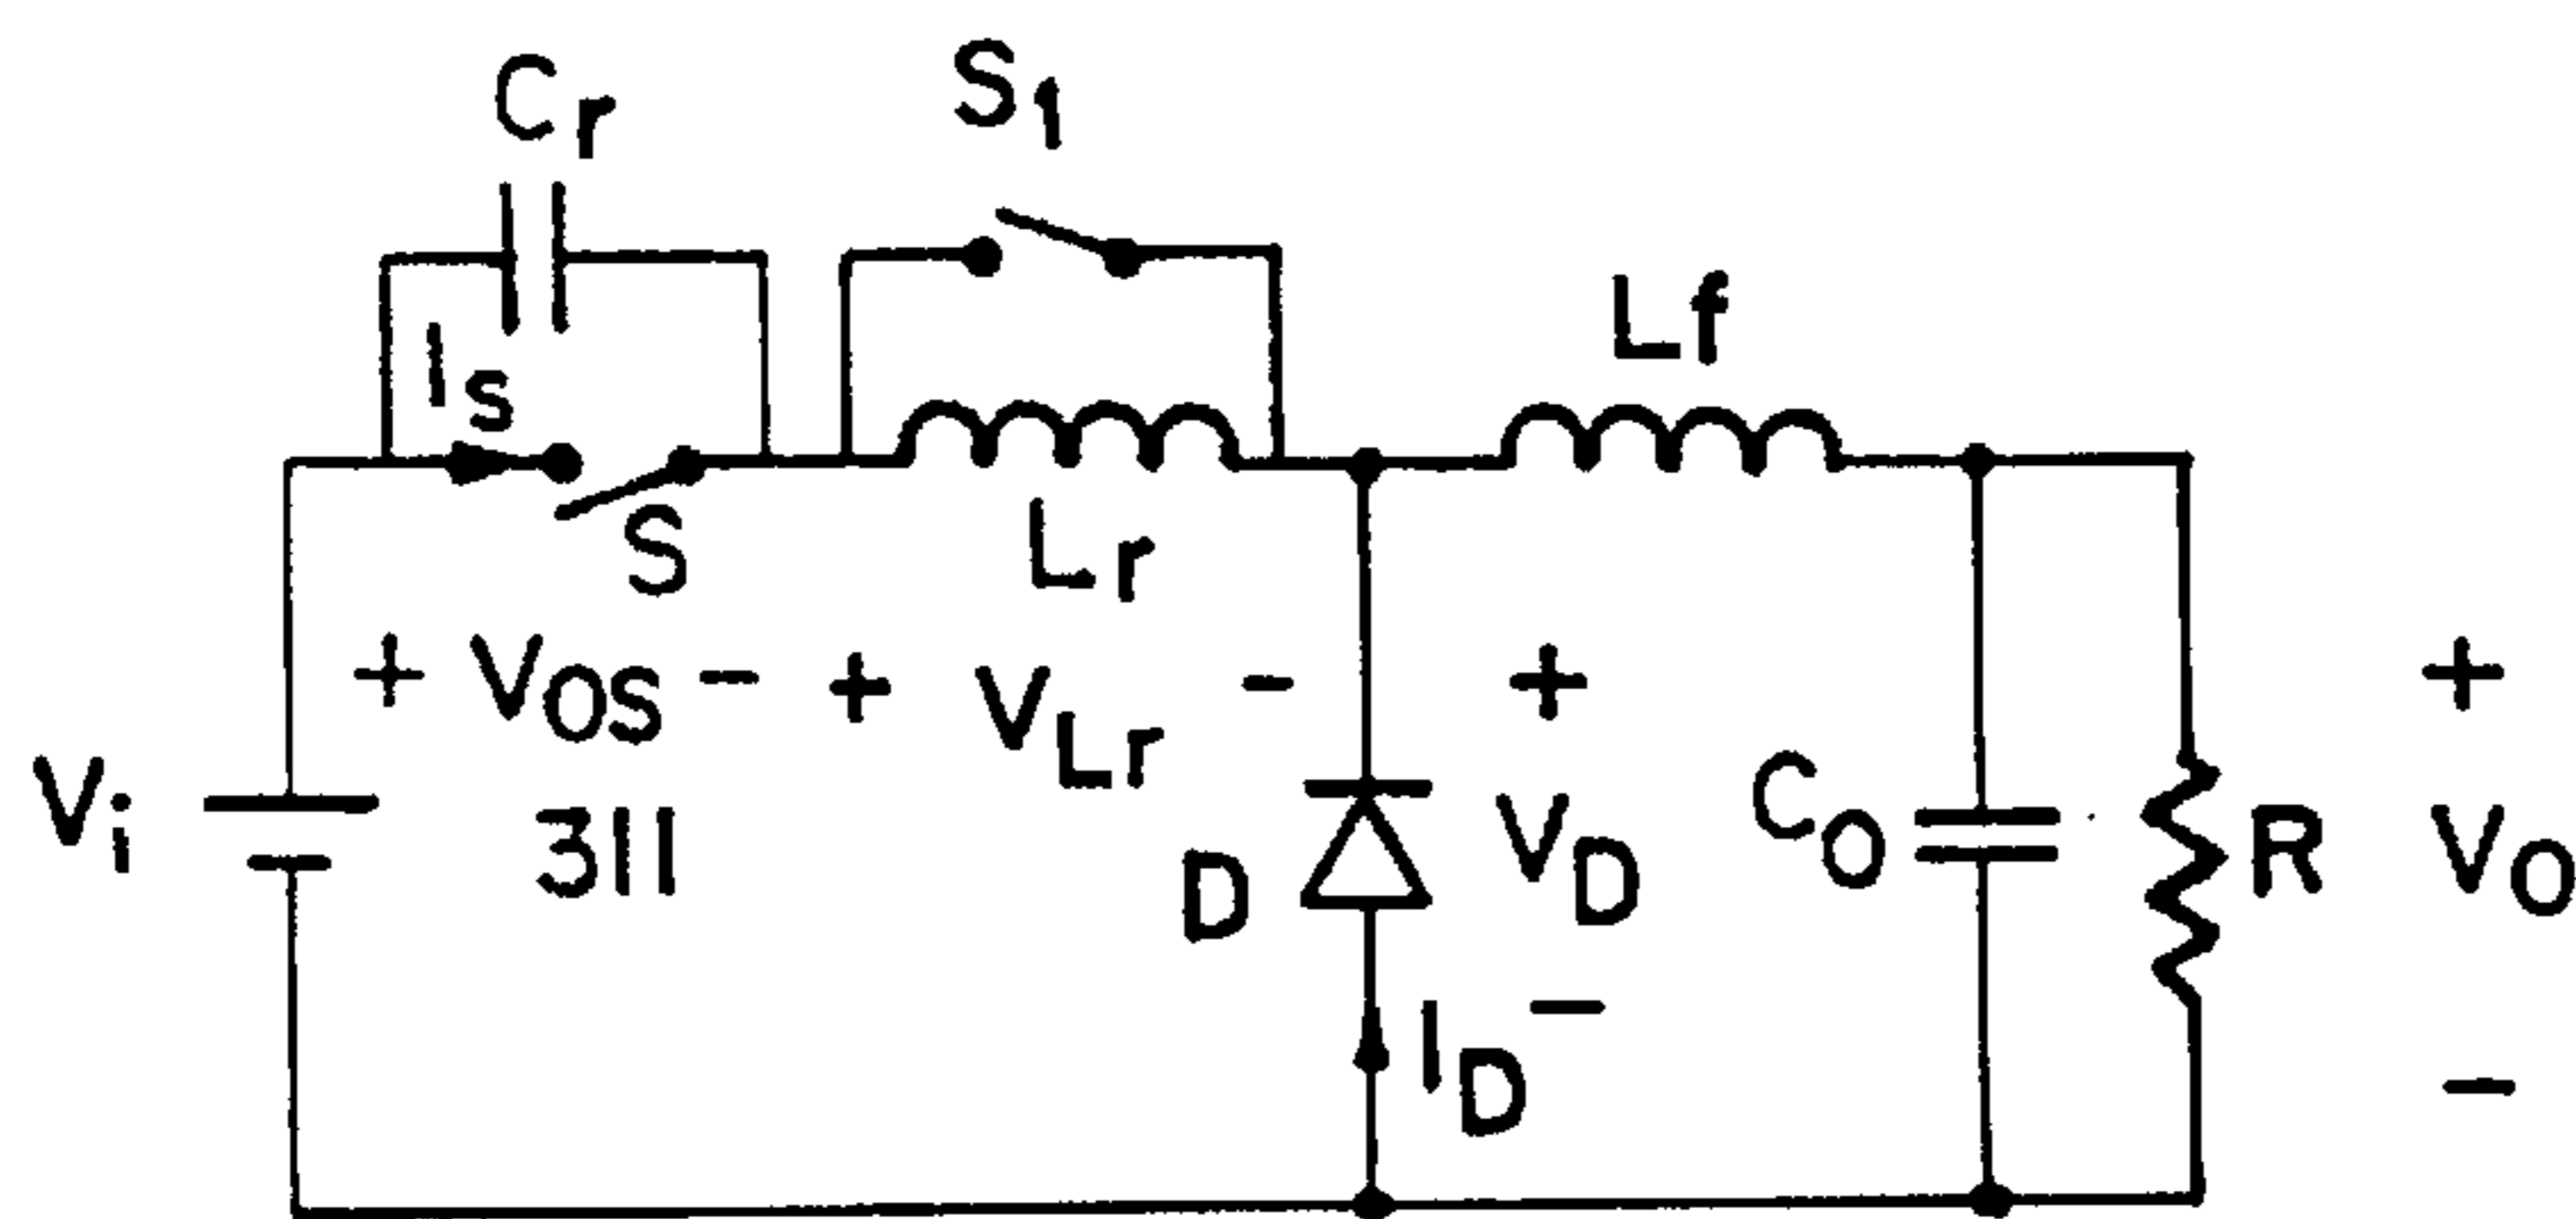 Cr
S1
Is
Lf
S
Lr
+ VOS -
+ VLr -
+
+
Vi
311
D
VD
CO
R
VO
ID
-
-